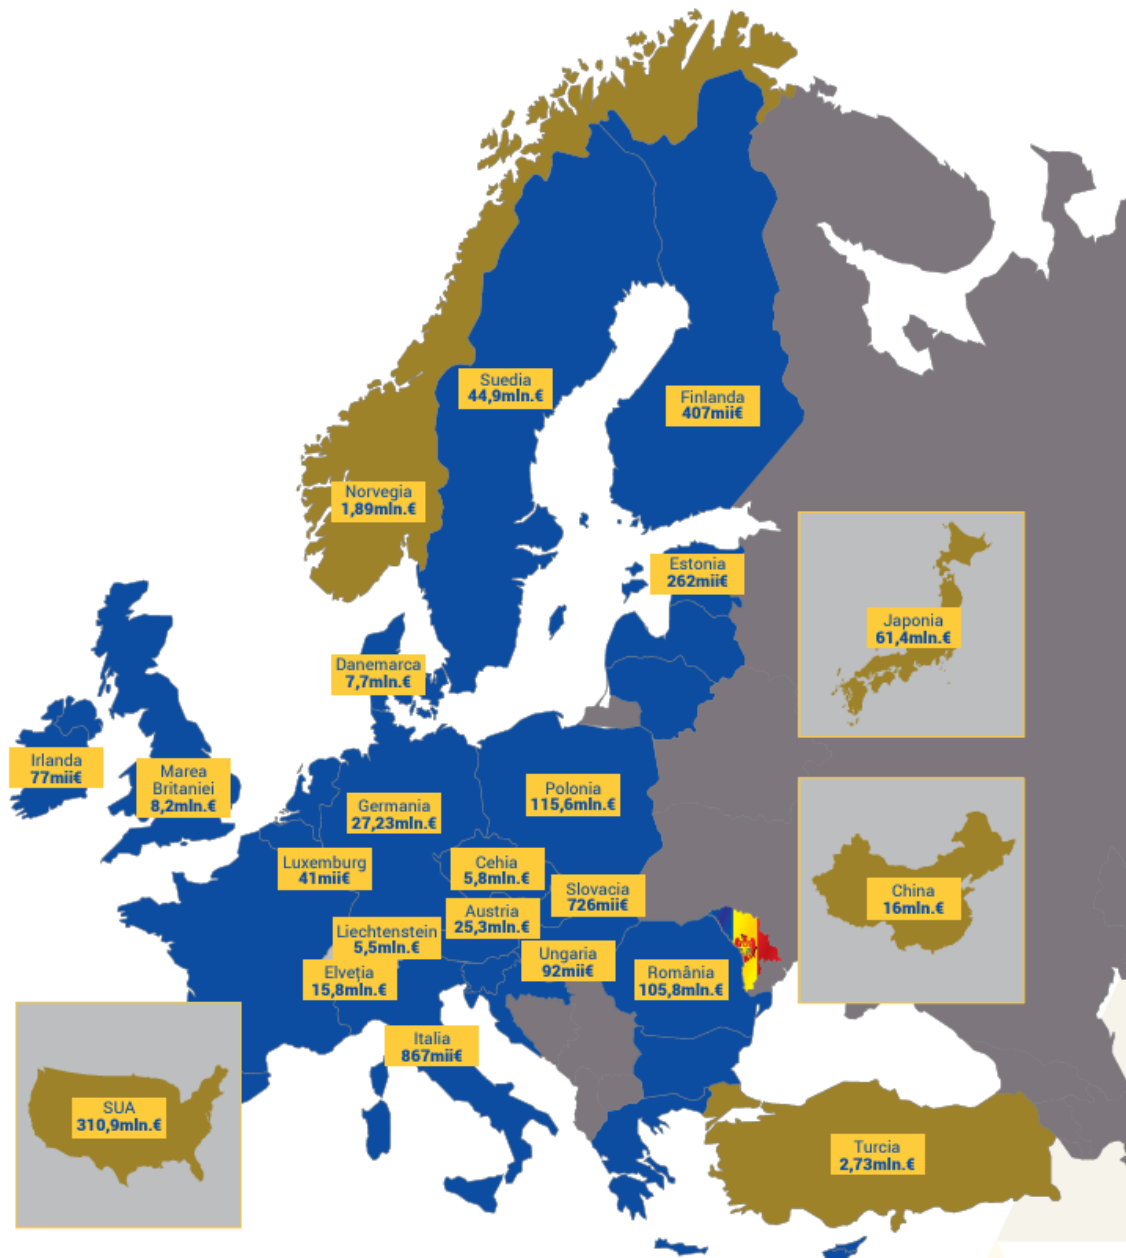 Suedia
44,9mln.€
Finlanda
407mii€
Norvegia
1,89mln.€
Estonia
262mii€
Japonia
61,4mln.€
Danemarca
7,7mln.€
Irlanda
77mii€
Marea
Britaniei
8,2mln.€
Polonia
115,6mln.€
Germania
27,23mln.€
Luxemburg
41mii€
Cehia
5,8mln.€
Slovacia
726mii€
China
16mln.€
Austria
25,3mln.€
Liechtenstein
5,5mln.€
Ungaria
92mii€
Elveția
15,8mln.€
România
105,8mln.€
Italia
867mii€
SUA
310,9mln.€
Turcia
2,73mln.€